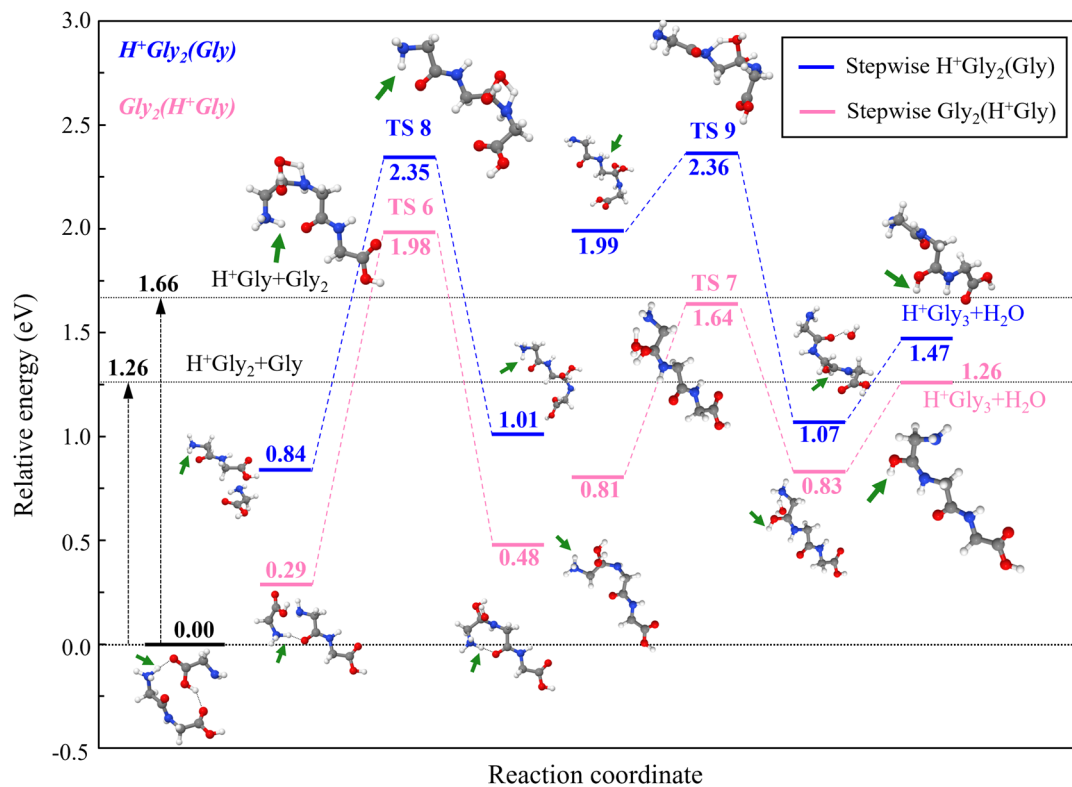 3.0
2.5
2.0
1.5
1.0
0.5
0.0
-0.5
Relative energy (eV)
Reaction coordinate
H⁺Gly₂(Gly)
Gly₂(H⁺Gly)
Stepwise H⁺Gly₂(Gly)
Stepwise Gly₂(H⁺Gly)
TS 8
2.35
TS 6
1.98
TS 9
2.36
1.99
TS 7
1.64
1.66
H⁺Gly+Gly₂
1.26
H⁺Gly₂+Gly
H⁺Gly₃+H₂O
1.47
1.26
H⁺Gly₃+H₂O
0.84
1.01
1.07
0.81
0.83
0.29
0.48
0.00